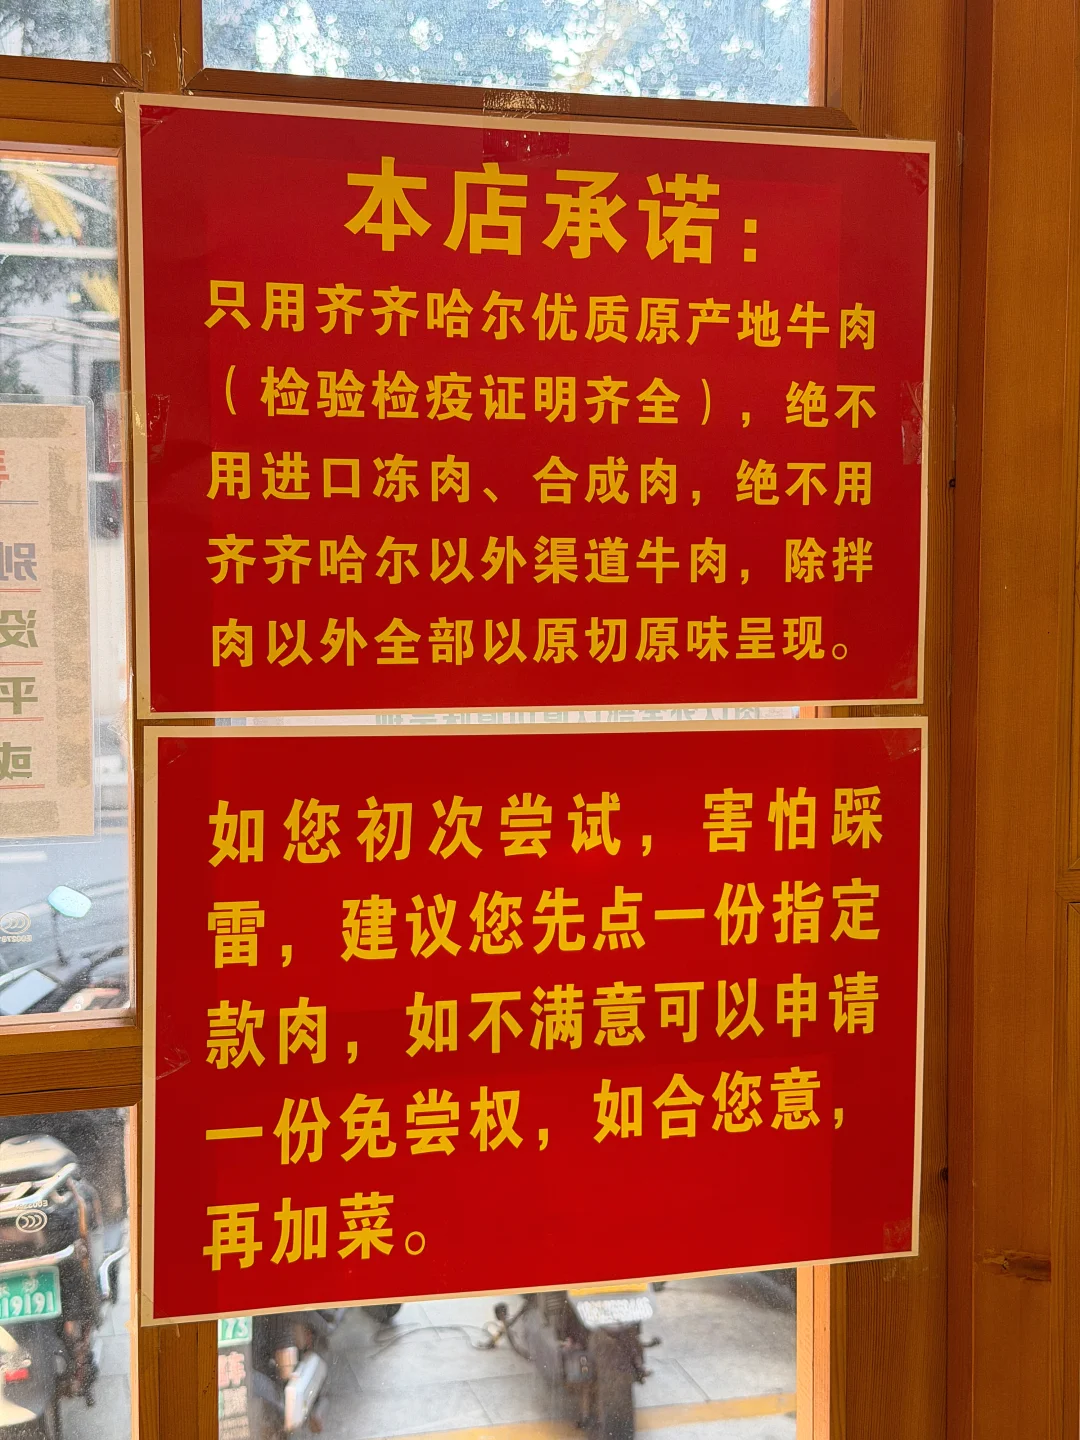 本店承诺：
只用齐齐哈尔优质原产地牛肉
（检验检疫证明齐全），绝不
用进口冻肉、合成肉，绝不用
齐齐哈尔以外渠道牛肉，除拌
肉以外全部以原切原味呈现。
如您初次尝试，害怕踩
雷，建议您先点一份指定
款肉，如不满意可以申请
一份免尝权，如合您意，
再加菜。
别
没
平
或
19191